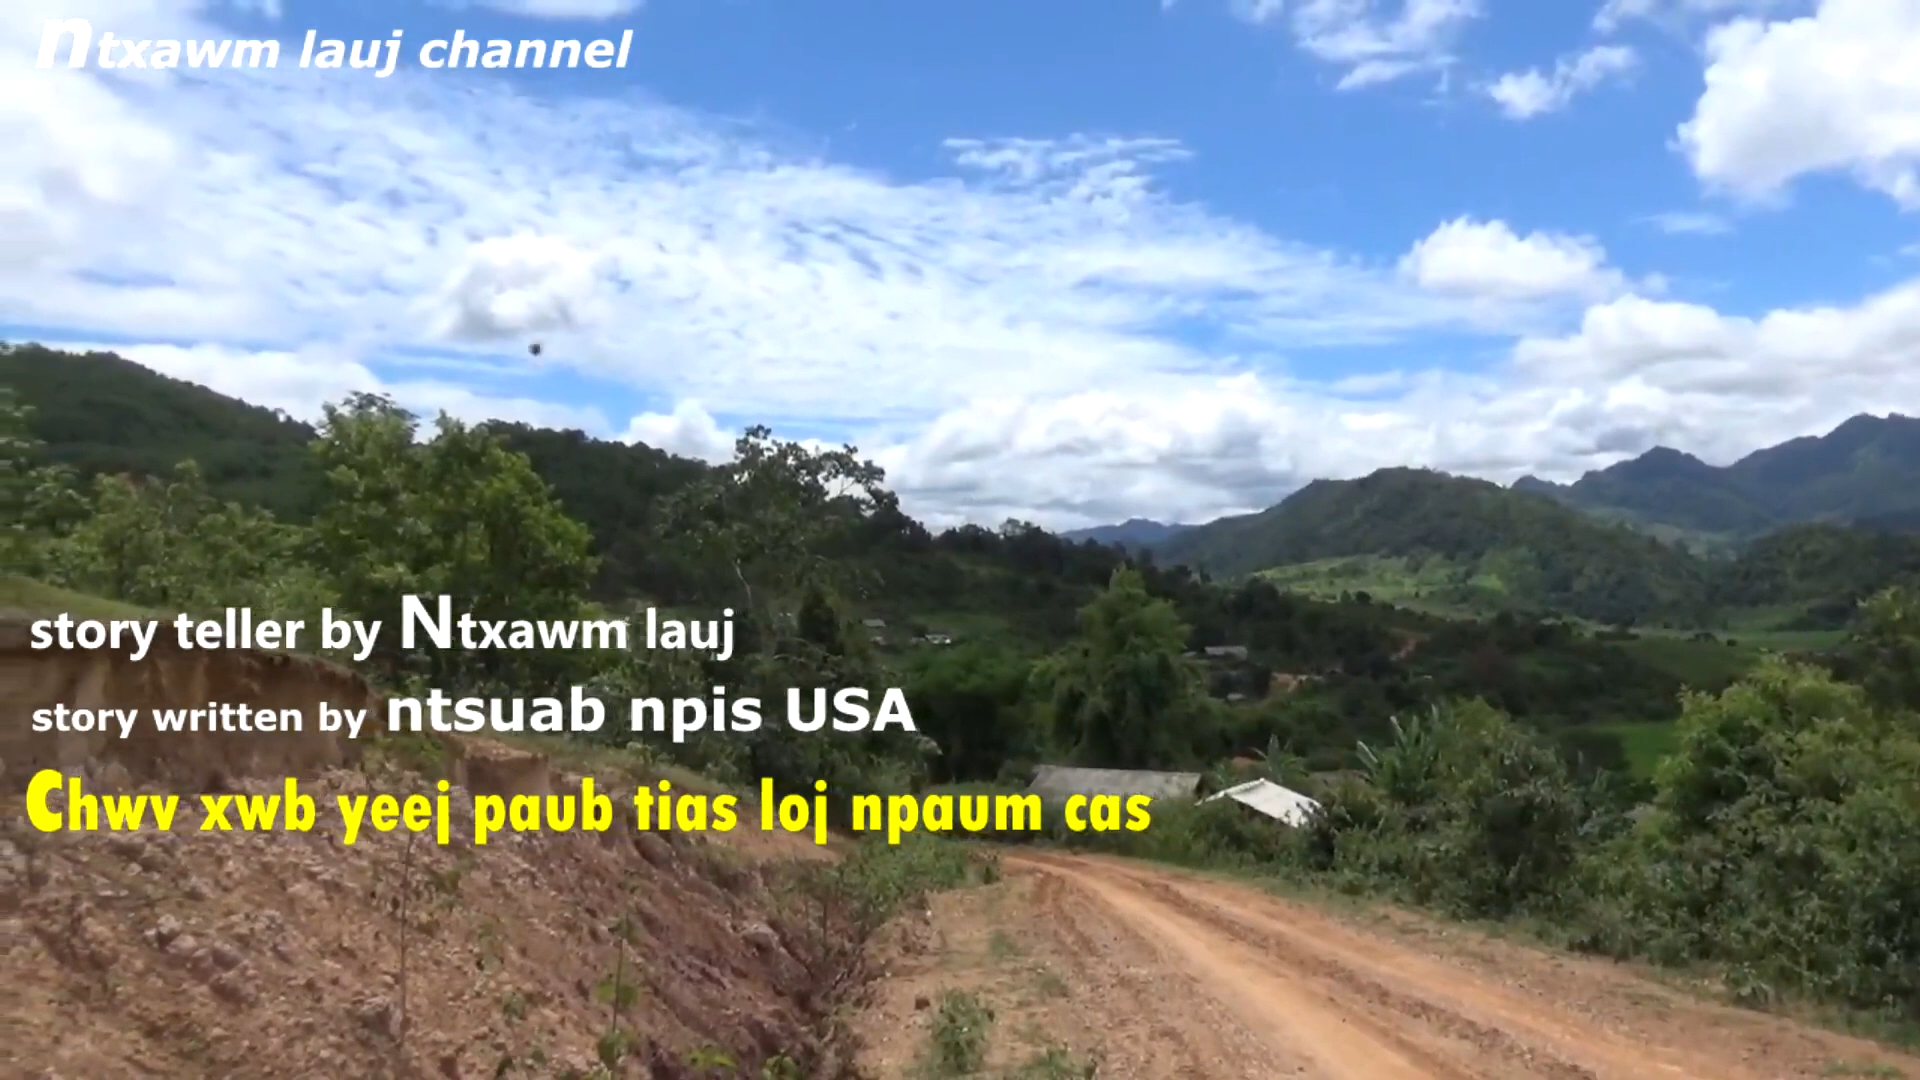 ntxawm lauj channel
story teller by Ntxawm lauj
story written by ntsuab npis USA
Chwv xwb yeej paub tias loj npaum cas